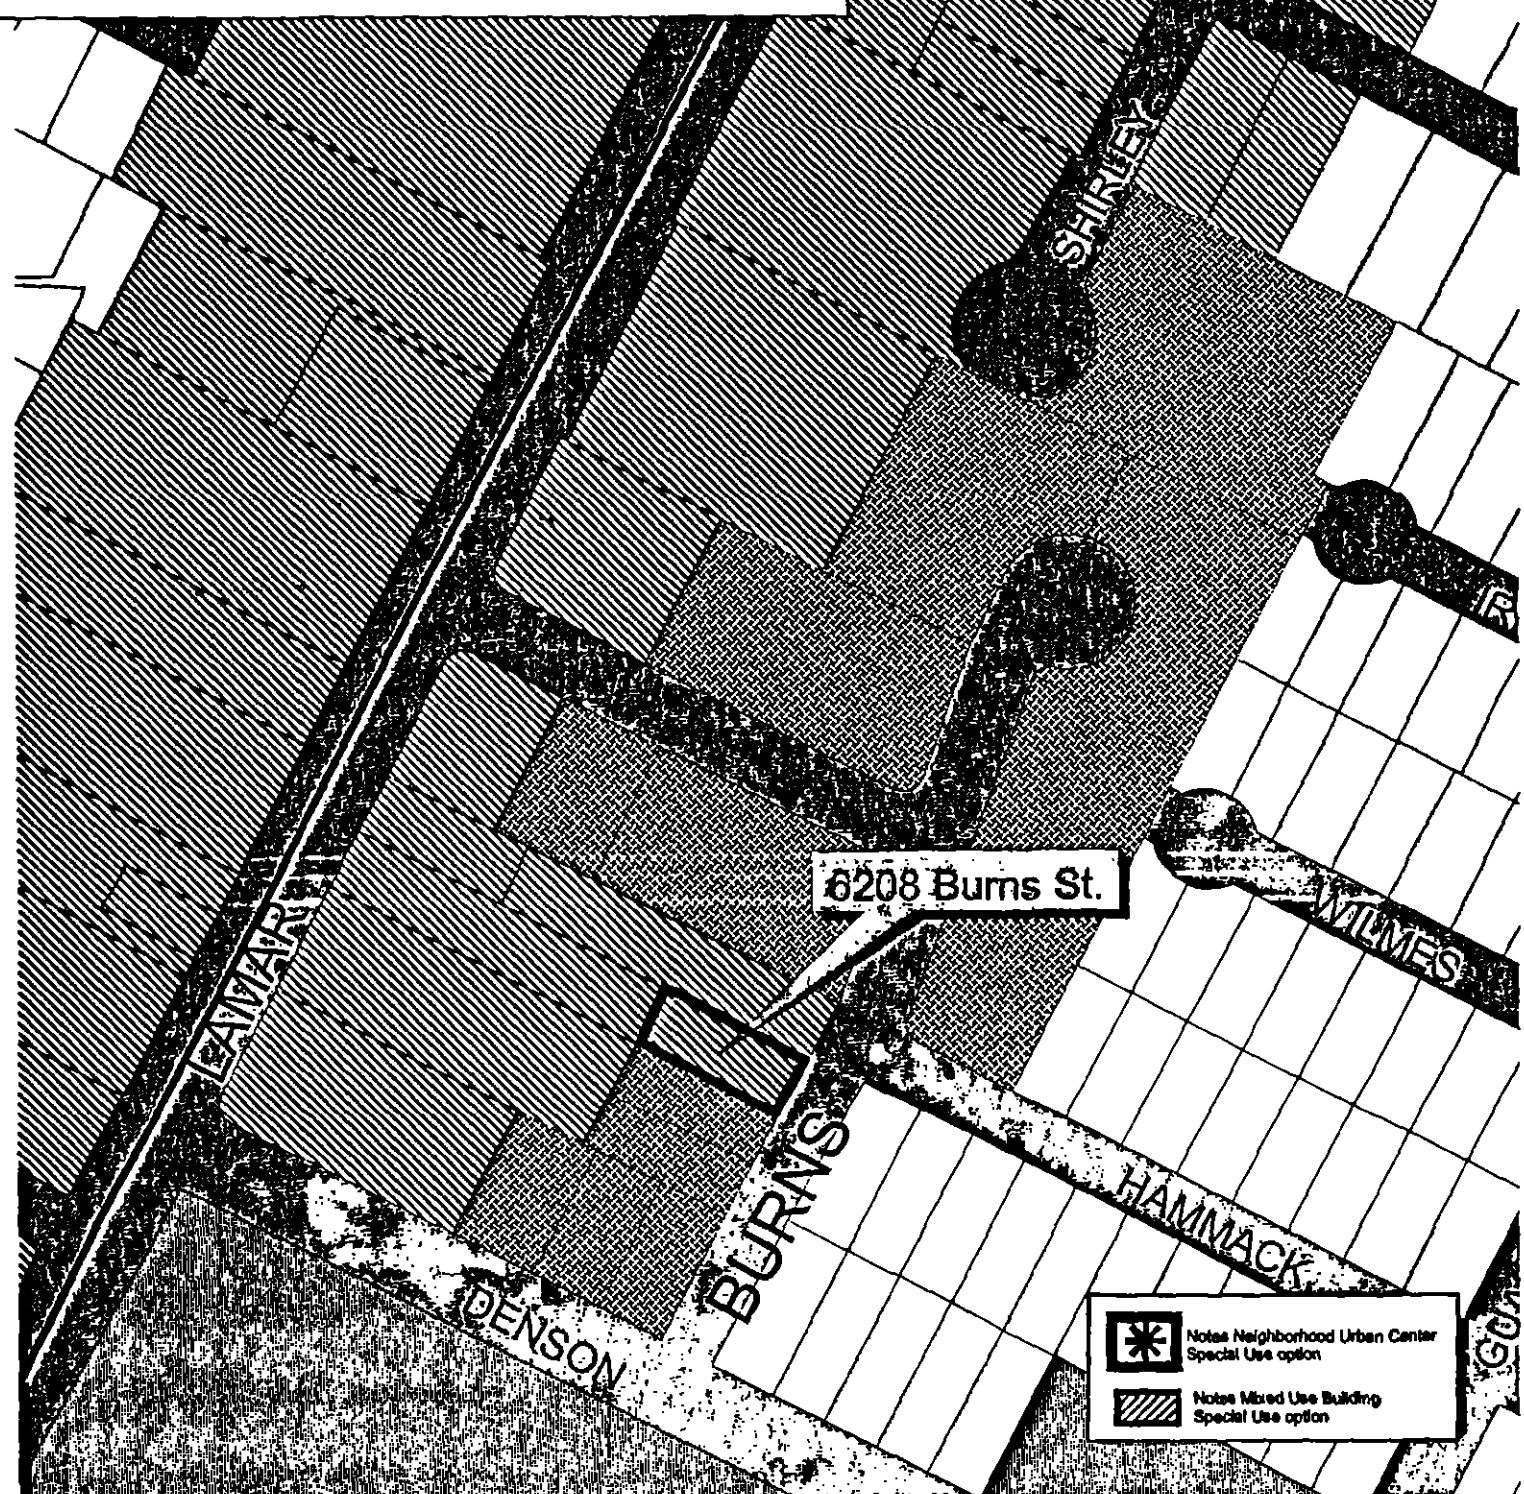 SHIRLEY
6208 Burns St.
WILMES
LAMAR
BURNS
HAMMACK
DENSON
Notes Neighborhood Urban Center
Special Use option
Notes Mixed Use Building
Special Use option